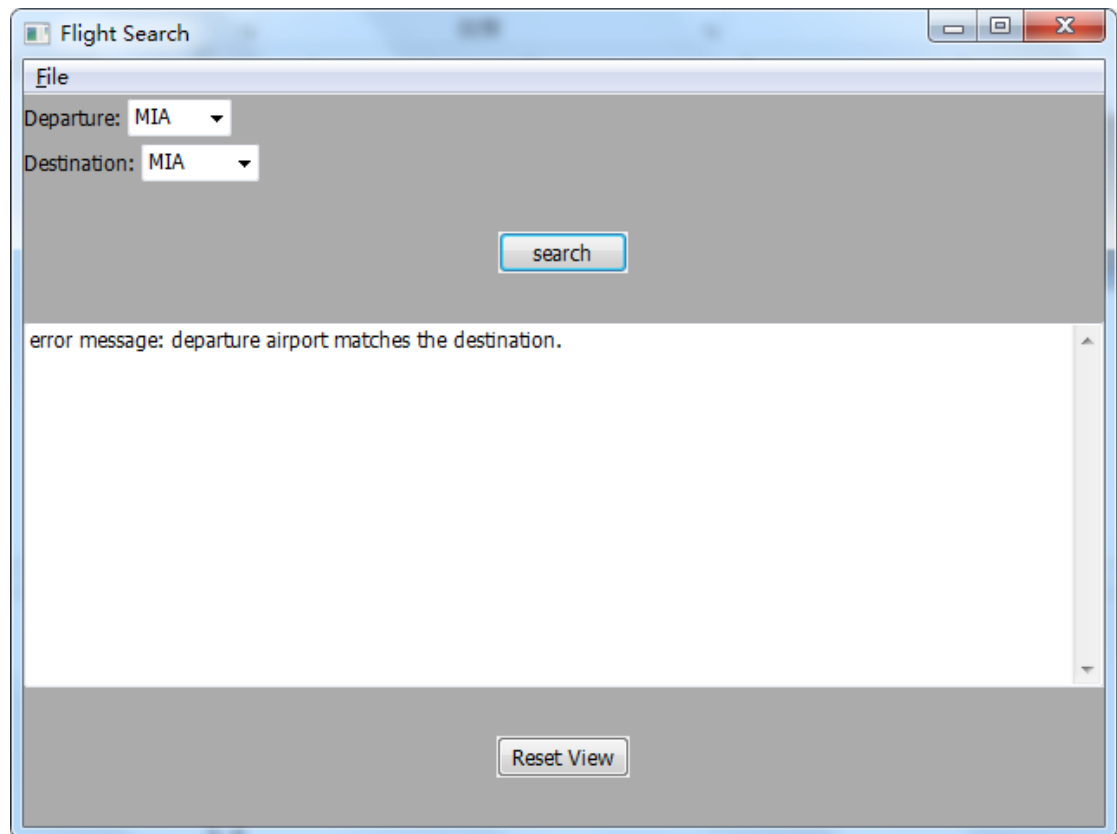 Flight Search
File
Departure: MIA
Destination: MIA
search
error message: departure airport matches the destination.
Reset View